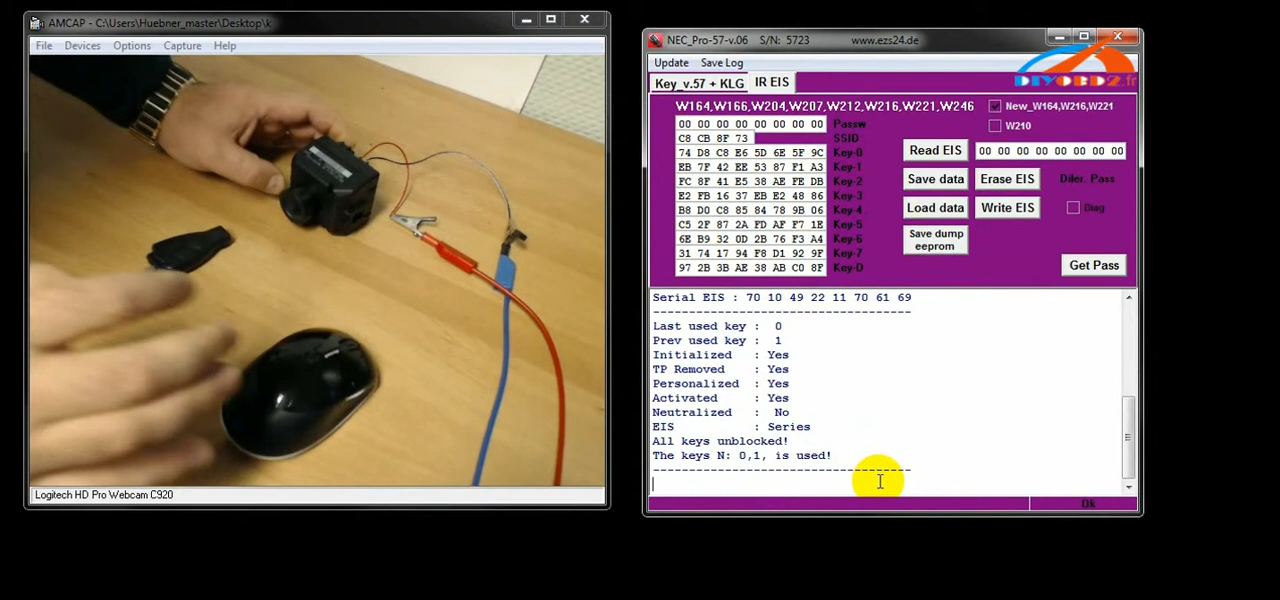 AMCAP - C:\Users\Huebner_master\Desktop\k
File Devices Options Capture Help
Logitech HD Pro Webcam C920
NEC_Pro-57-v.06 S/N: 5723 www.ezs24.de
Update Save Log
DIYOBD2.fr
Key_v.57 + KLG IR EIS
W164,W166,W204,W207,W212,W216,W221,W246
New_W164,W216,W221
00 00 00 00 00 00 00 00 Passw
W210
C8 CB 8F 73 SSID
Read EIS 00 00 00 00 00 00 00 00
74 D8 C8 E6 5D 6E 5F 9C Key-0
EB 7F 42 EE 53 87 F1 A3 Key-1
FC 8F 41 E5 38 AE FE DB Key-2
Save data Erase EIS Diler. Pass
E2 FB 16 37 EB E2 48 86 Key-3
B8 D0 C8 85 84 78 9B 06 Key-4
Load data Write EIS Diag
C5 2F 87 2A FD AF F7 1E Key-5
6E B9 32 0D 2B 76 F3 A4 Key-6
Save dump
eeprom
31 74 17 94 F8 D1 92 9F Key-7
97 2B 3B AE 38 AB C0 8F Key-D
Get Pass
Serial EIS : 70 10 49 22 11 70 61 69
------------------------------------
Last used key : 0
Prev used key : 1
Initialized : Yes
TP Removed : Yes
Personalized : Yes
Activated : Yes
Neutralized : No
EIS : Series
All keys unblocked!
The keys N: 0,1, is used!
------------------------------------
Ok